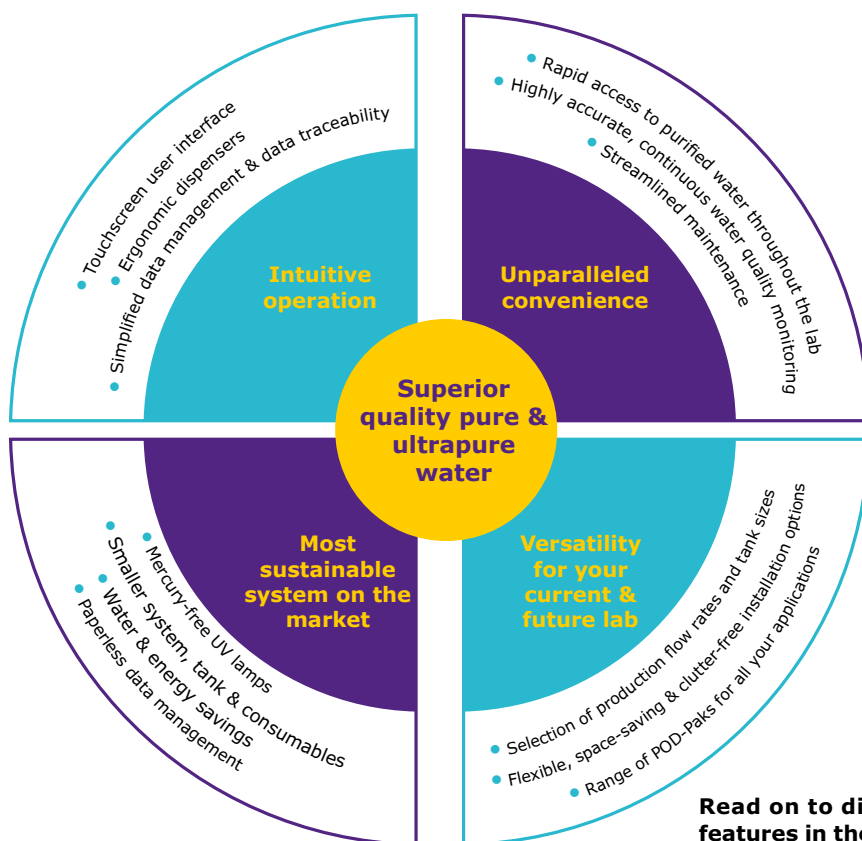 Touchscreen user interface
Ergonomic dispensers
Simplified data management & data traceability
Intuitive
operation
Rapid access to purified water throughout the lab
Highly accurate, continuous water quality monitoring
Streamlined maintenance
Unparalleled
convenience
Superior
quality pure &
ultrapure
water
Most
sustainable
system on the
market
Mercury-free UV lamps
Smaller system, tank & consumables
Water & energy savings
Paperless data management
Versatility
for your
current &
future lab
Selection of production flow rates and tank sizes
Flexible, space-saving & clutter-free installation options
Range of POD-Paks for all your applications
Read on to di
features in the